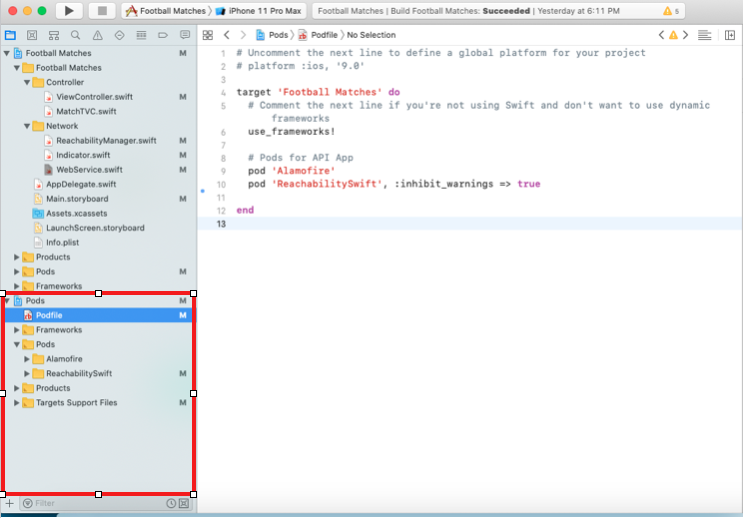 Football Matches 〉 iPhone 11 Pro Max
Football Matches | Build Football Matches: Succeeded | Yesterday at 6:11 PM
5
Pods 〉 Podfile 〉 No Selection
Football Matches M
Football Matches
Controller
ViewController.swift M
MatchTVC.swift
Network
ReachabilityManager.swift M
Indicator.swift M
WebService.swift M
AppDelegate.swift
Main.storyboard M
Assets.xcassets
LaunchScreen.storyboard
Info.plist
Products
Pods M
Frameworks M
Pods M
Podfile M
Frameworks
Pods
Alamofire
ReachabilitySwift M
Products
Targets Support Files M
Filter
1 # Uncomment the next line to define a global platform for your project
2 # platform :ios, '9.0'
3
4 target 'Football Matches' do
5 # Comment the next line if you're not using Swift and don't want to use dynamic
frameworks
6 use_frameworks!
7
8 # Pods for API App
9 pod 'Alamofire'
10 pod 'ReachabilitySwift', :inhibit_warnings => true
11
12 end
13